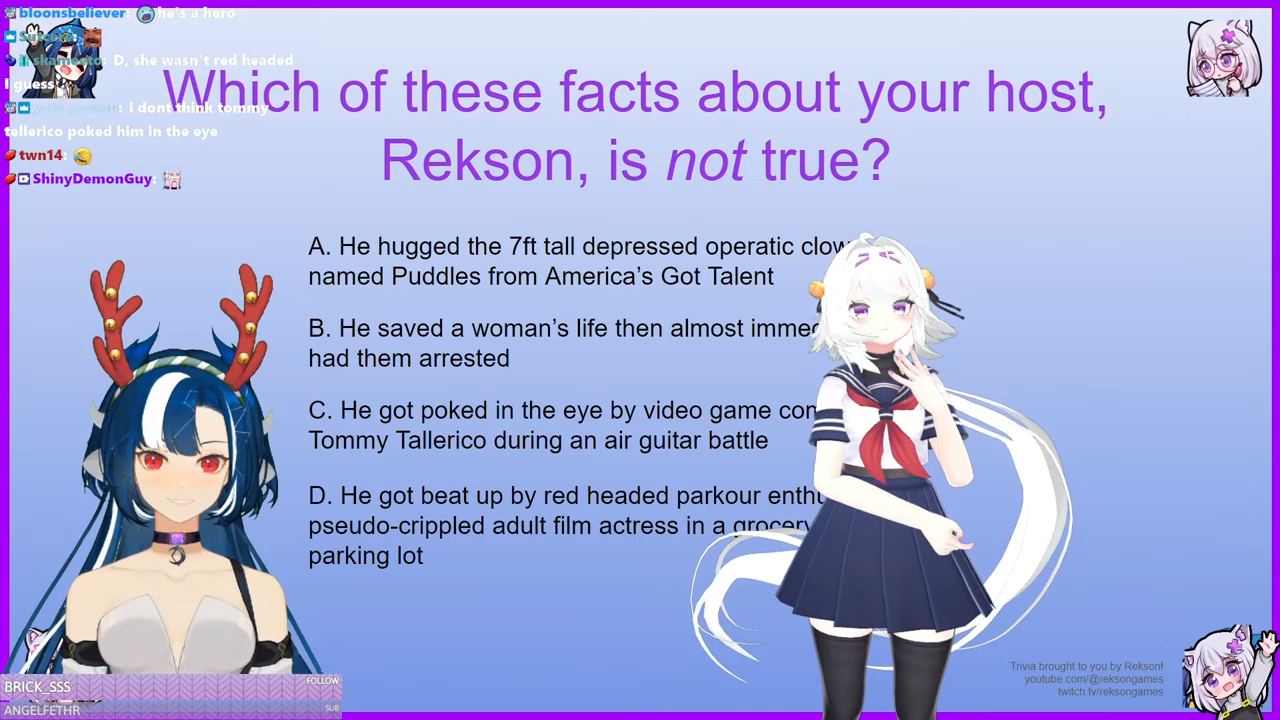 bloonsbeliever: he's a hero
: D, she wasn't red headed
I guess
Which of these facts about your host,
: i dont think tommy
tellerico poked him in the eye
Rekson, is not true?
twn14:
ShinyDemonGuy:
A. He hugged the 7ft tall depressed operatic clow
named Puddles from America's Got Talent
B. He saved a woman's life then almost immed
had them arrested
C. He got poked in the eye by video game com
Tommy Tallerico during an air guitar battle
D. He got beat up by red headed parkour enthu
pseudo-crippled adult film actress in a grocery
parking lot
Trivia brought to you by Rekson!
youtube.com/@reksongames
twitch.tv/reksongames
FOLLOW
BRICK_SSS
SUB
ANGELFETHR